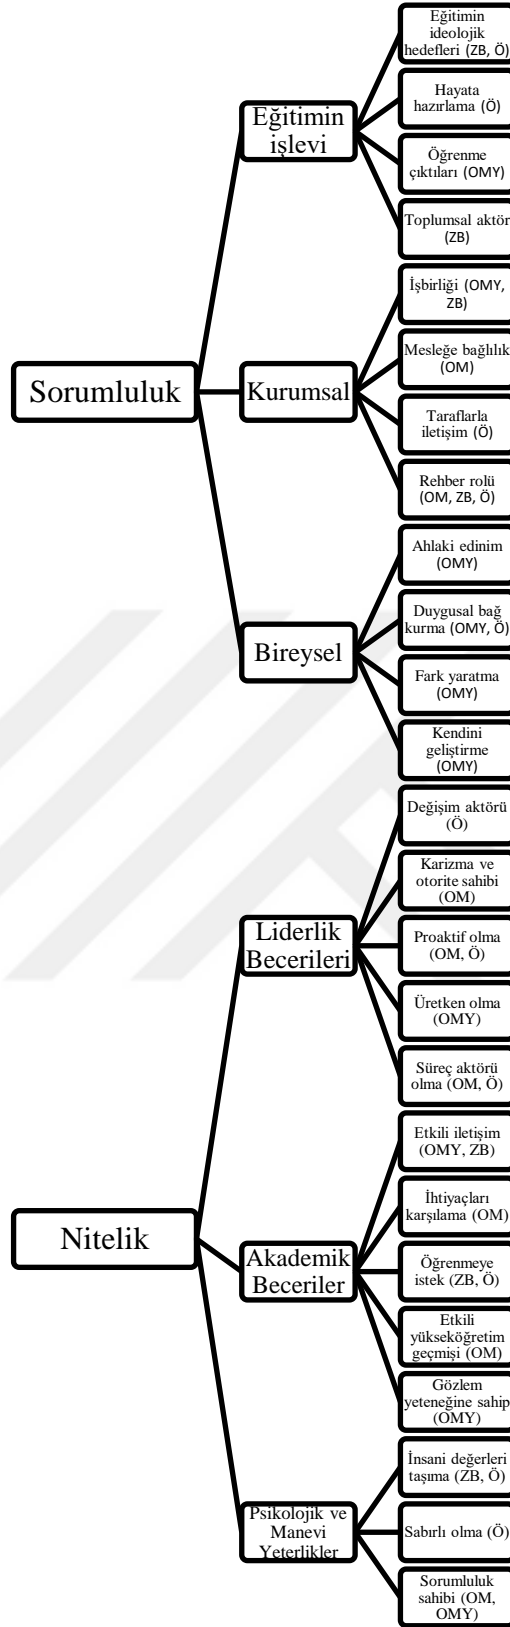 Sorumluluk
Eğitimin
işlevi
Eğitimin
ideolojik
hedefleri (ZB, Ö)
Hayata
hazırlama (Ö)
Öğrenme
çıktıları (OMY)
Toplumsal aktör
(ZB)
Kurumsal
İşbirliği (OMY,
ZB)
Mesleğe bağlılık
(OM)
Taraflarla
iletişim (Ö)
Rehber rolü
(OM, ZB, Ö)
Bireysel
Ahlaki edinim
(OMY)
Duygusal bağ
kurma (OMY, Ö)
Fark yaratma
(OMY)
Kendini
geliştirme
(OMY)
Nitelik
Liderlik
Becerileri
Değişim aktörü
(Ö)
Karizma ve
otorite sahibi
(OM)
Proaktif olma
(OM, Ö)
Üretken olma
(OMY)
Süreç aktörü
olma (OM, Ö)
Akademik
Beceriler
Etkili iletişim
(OMY, ZB)
İhtiyaçları
karşılama (OM)
Öğrenmeye
istek (ZB, Ö)
Etkili
yükseköğretim
geçmişi (OM)
Gözlem
yeteneğine sahip
(OMY)
Psikolojik ve
Manevi
Yeterlikler
İnsani değerleri
taşıma (ZB, Ö)
Sabırlı olma (Ö)
Sorumluluk
sahibi (OM,
OMY)